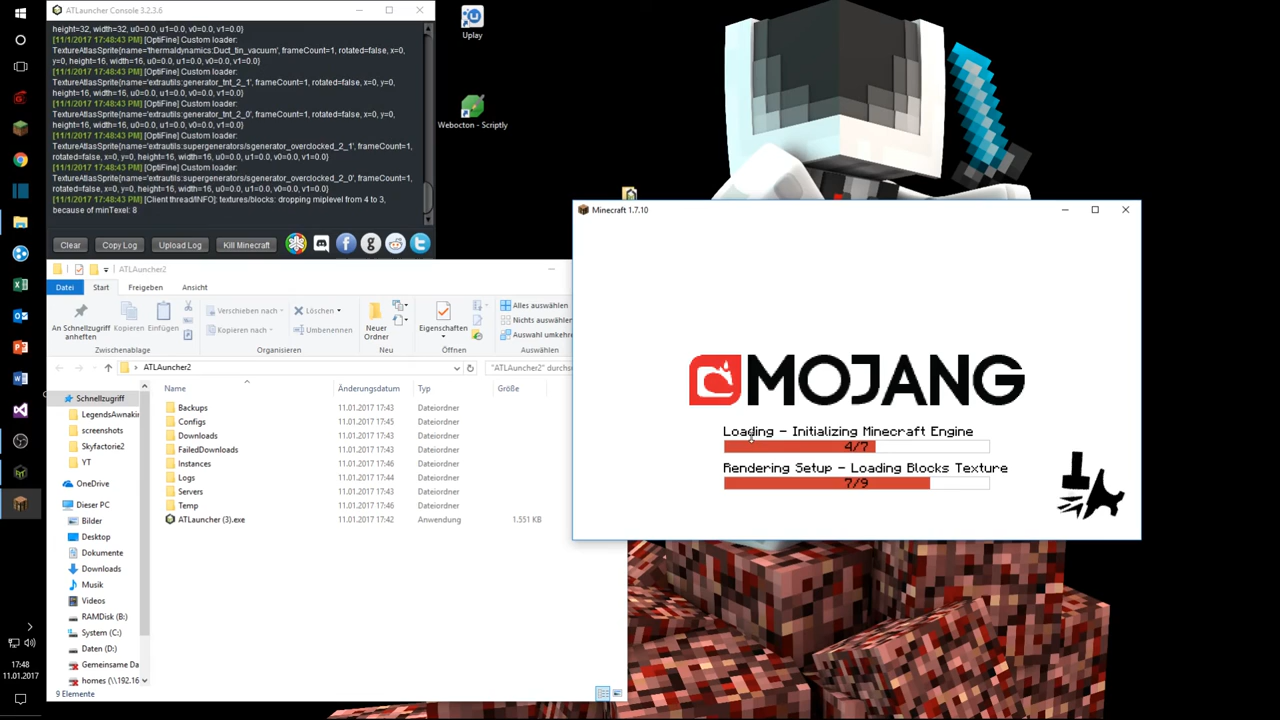 ATLauncher Console 3.2.3.6
height=32, width=32, u0=0.0, u1=0.0, v0=0.0, v1=0.0}
[11/1/2017 17:48:43 PM] [OptiFine] Custom loader:
TextureAtlasSprite{name='thermaldynamics:Duct_tin_vacuum', frameCount=1, rotated=false, x=0,
y=0, height=16, width=16, u0=0.0, u1=0.0, v0=0.0, v1=0.0}
[11/1/2017 17:48:43 PM] [OptiFine] Custom loader:
TextureAtlasSprite{name='extrautils:generator_tnt_2_1', frameCount=1, rotated=false, x=0, y=0,
height=16, width=16, u0=0.0, u1=0.0, v0=0.0, v1=0.0}
[11/1/2017 17:48:43 PM] [OptiFine] Custom loader:
TextureAtlasSprite{name='extrautils:generator_tnt_2_0', frameCount=1, rotated=false, x=0, y=0,
height=16, width=16, u0=0.0, u1=0.0, v0=0.0, v1=0.0}
[11/1/2017 17:48:43 PM] [OptiFine] Custom loader:
TextureAtlasSprite{name='extrautils:supergenerators/sgenerator_overclocked_2_1', frameCount=1,
rotated=false, x=0, y=0, height=16, width=16, u0=0.0, u1=0.0, v0=0.0, v1=0.0}
[11/1/2017 17:48:43 PM] [OptiFine] Custom loader:
TextureAtlasSprite{name='extrautils:supergenerators/sgenerator_overclocked_2_0', frameCount=1,
rotated=false, x=0, y=0, height=16, width=16, u0=0.0, u1=0.0, v0=0.0, v1=0.0}
[11/1/2017 17:48:43 PM] [Client thread/INFO]: textures/blocks: dropping miplevel from 4 to 3,
because of minTexel: 8
Clear
Copy Log
Upload Log
Kill Minecraft
Uplay
Webocton - Scriptly
ATLauncher2
Datei
Start
Freigeben
Ansicht
An Schnellzugriff
anheften
Kopieren
Einfügen
Verschieben nach
Kopieren nach
Löschen
Umbenennen
Neuer
Ordner
Eigenschaften
Alles auswählen
Nichts auswählen
Auswahl umkehre
Zwischenablage
Organisieren
Neu
Öffnen
Auswählen
ATLauncher2
"ATLauncher2" durchsu
Name
Änderungsdatum
Typ
Größe
Backups 11.01.2017 17:43 Dateiordner
Configs 11.01.2017 17:45 Dateiordner
Downloads 11.01.2017 17:43 Dateiordner
FailedDownloads 11.01.2017 17:43 Dateiordner
Instances 11.01.2017 17:46 Dateiordner
Logs 11.01.2017 17:44 Dateiordner
Servers 11.01.2017 17:43 Dateiordner
Temp 11.01.2017 17:46 Dateiordner
ATLauncher (3).exe 11.01.2017 17:42 Anwendung 1.551 KB
Schnellzugriff
LegendsAwnakin
screenshots
Skyfactorie2
YT
OneDrive
Dieser PC
Bilder
Desktop
Dokumente
Downloads
Musik
Videos
RAMDisk (B:)
System (C:)
Daten (D:)
Gemeinsame Da
homes (\\192.16
9 Elemente
17:48
11.01.2017
Minecraft 1.7.10
MOJANG
Loading - Initializing Minecraft Engine
4/7
Rendering Setup - Loading Blocks Texture
7/9